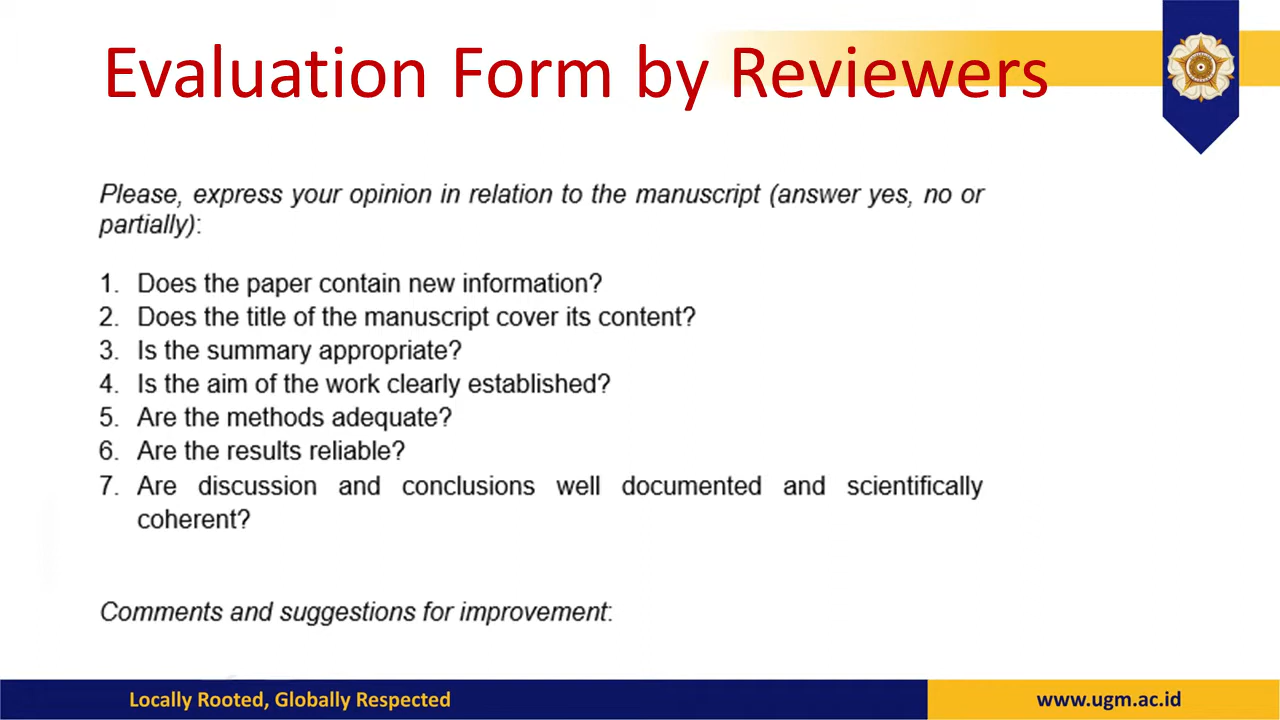 Evaluation Form by Reviewers
Please, express your opinion in relation to the manuscript (answer yes, no or
partially):
1. Does the paper contain new information?
2. Does the title of the manuscript cover its content?
3. Is the summary appropriate?
4. Is the aim of the work clearly established?
5. Are the methods adequate?
6. Are the results reliable?
7. Are discussion and conclusions well documented and scientifically
coherent?
Comments and suggestions for improvement:
Locally Rooted, Globally Respected
www.ugm.ac.id